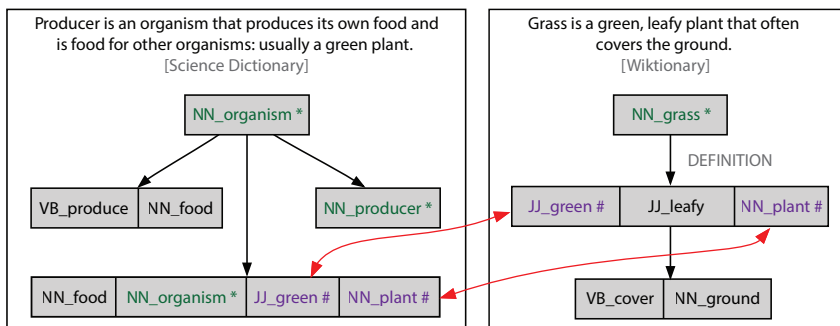 Producer is an organism that produces its own food and
is food for other organisms: usually a green plant.
[Science Dictionary]
NN_organism *
VB_produce NN_food
NN_producer *
NN_food NN_organism * JJ_green # NN_plant #
Grass is a green, leafy plant that often
covers the ground.
[Wiktionary]
NN_grass *
DEFINITION
JJ_green # JJ_leafy NN_plant #
VB_cover NN_ground